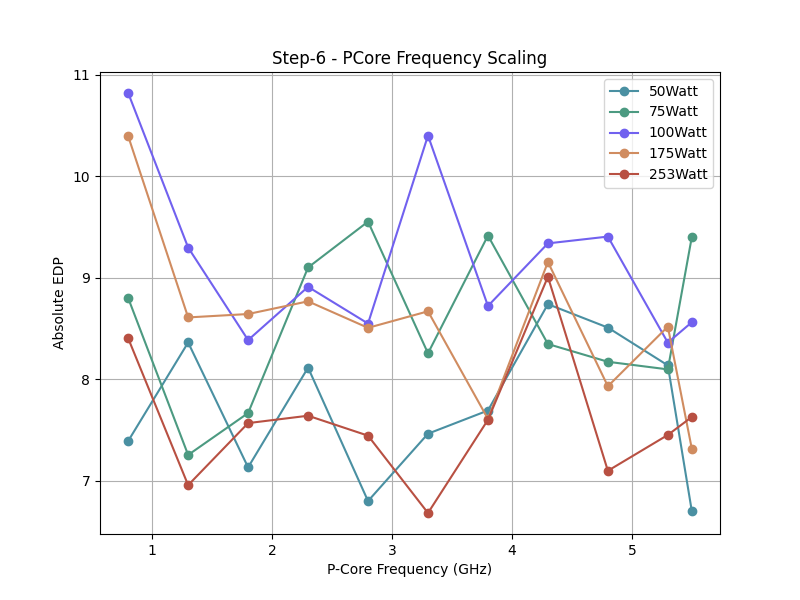 Step-6 - PCore Frequency Scaling
50Watt
75Watt
100Watt
175Watt
253Watt
11
10
9
8
7
Absolute EDP
1 2 3 4 5
P-Core Frequency (GHz)